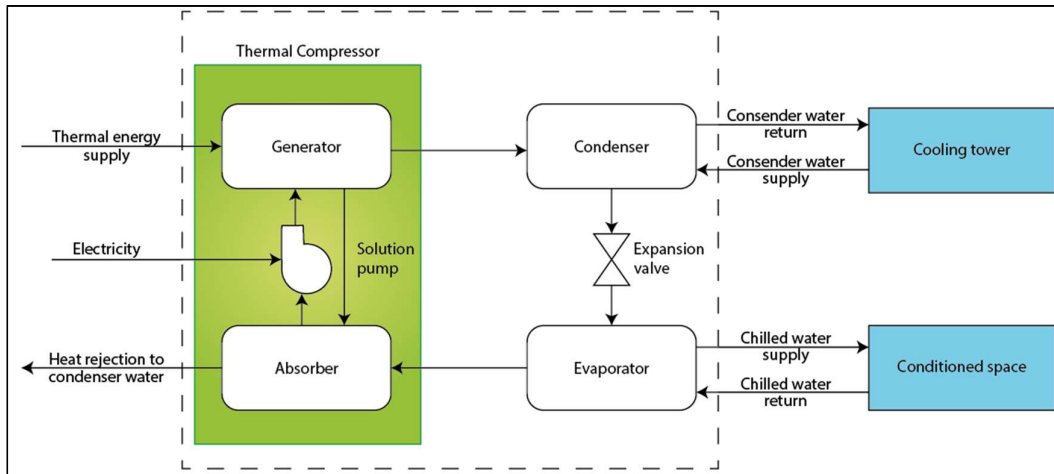 Thermal Compressor
Thermal energy
supply
Generator
Condenser
Consender water
return
Consender water
supply
Cooling tower
Electricity
Solution
pump
Expansion
valve
Heat rejection to
condenser water
Absorber
Evaporator
Chilled water
supply
Chilled water
return
Conditioned space